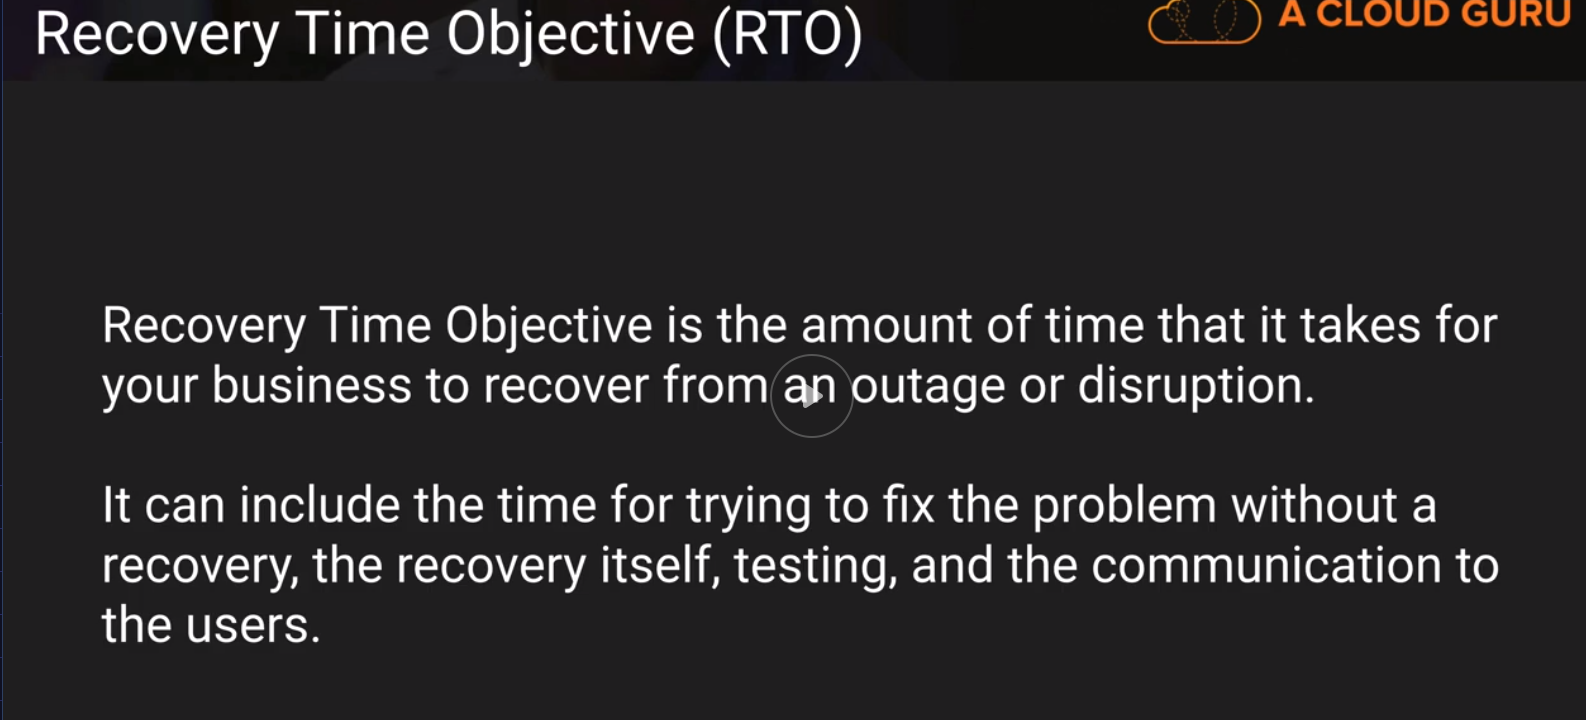 Recovery Time Objective (RTO)
A CLOUD GURU
Recovery Time Objective is the amount of time that it takes for
your business to recover from an outage or disruption.
It can include the time for trying to fix the problem without a
recovery, the recovery itself, testing, and the communication to
the users.